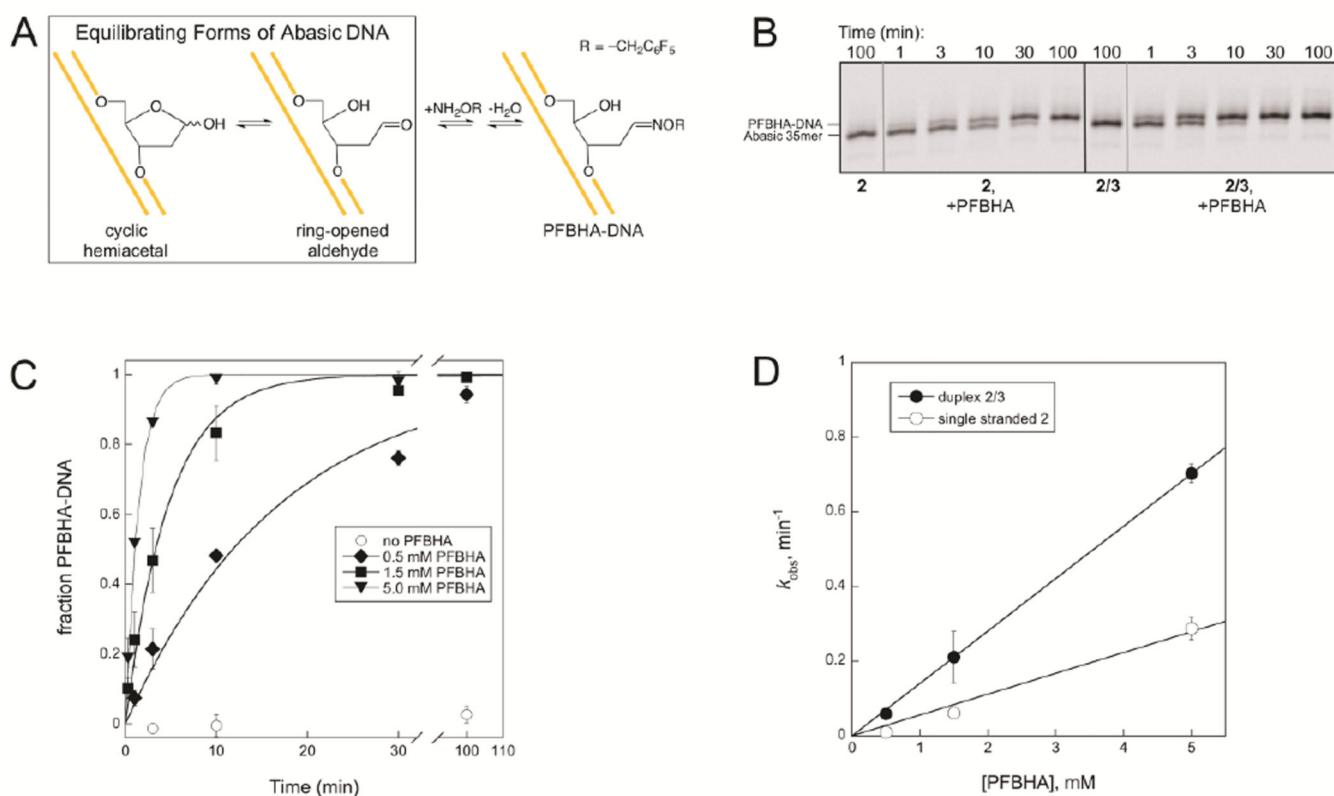 A
Equilibrating Forms of Abasic DNA
R = –CH2C6F5
O
O
OH
O
cyclic
hemiacetal
O
OH
O
O
ring-opened
aldehyde
+NH2OR -H2O
O
OH
NOR
O
PFBHA-DNA
B
Time (min):
100 1 3 10 30 100 100 1 3 10 30 100
PFBHA-DNA
Abasic 35mer
2 2, 2/3 2/3,
+PFBHA +PFBHA
C
fraction PFBHA-DNA
1
0.8
0.6
0.4
0.2
0
no PFBHA
0.5 mM PFBHA
1.5 mM PFBHA
5.0 mM PFBHA
0 10 20 30 100 110
Time (min)
D
kobs, min-1
1
0.8
0.6
0.4
0.2
0
duplex 2/3
single stranded 2
0 1 2 3 4 5
[PFBHA], mM